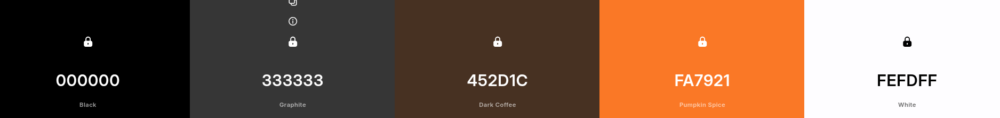 000000
Black
333333
Graphite
452D1C
Dark Coffee
FA7921
Pumpkin Spice
FEFDFF
White